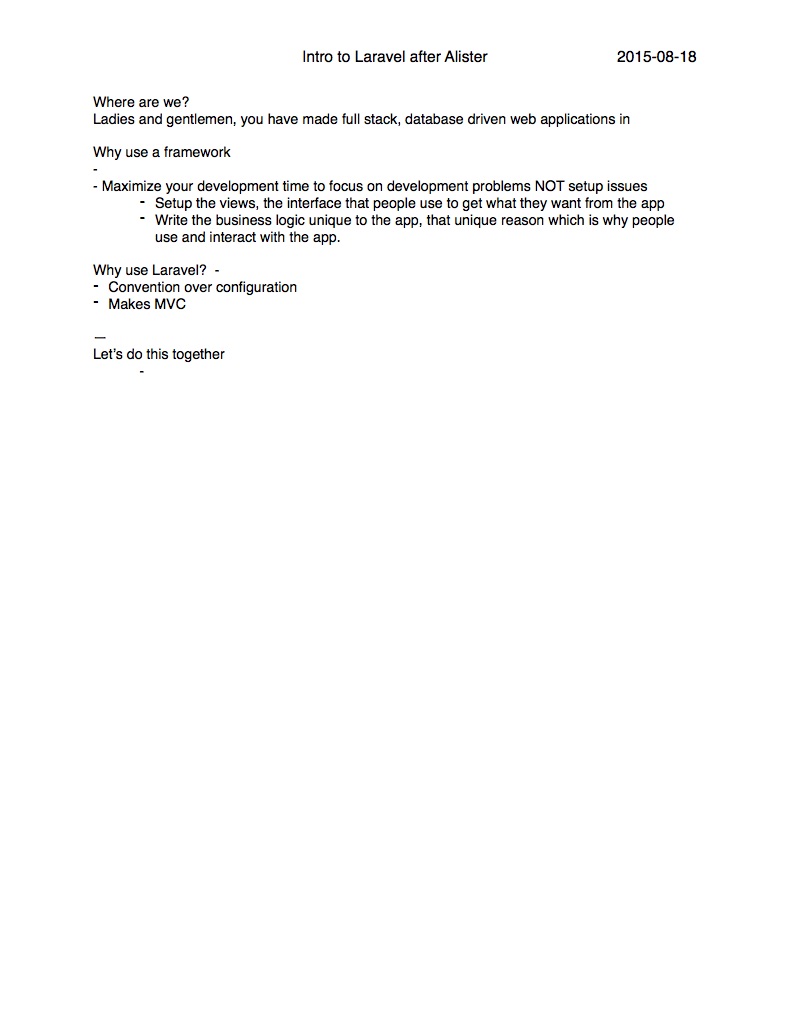 Intro to Laravel after Alister 2015-08-18
Where are we?
Ladies and gentlemen, you have made full stack, database driven web applications in
Why use a framework
-
- Maximize your development time to focus on development problems NOT setup issues
- Setup the views, the interface that people use to get what they want from the app
- Write the business logic unique to the app, that unique reason which is why people
use and interact with the app.
Why use Laravel? -
- Convention over configuration
- Makes MVC
—
Let’s do this together
-